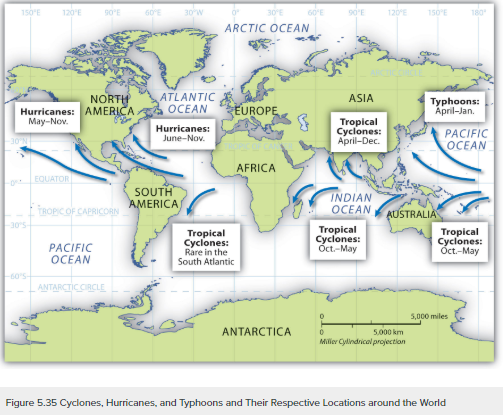 150°W 120°W 90°W 60°W 30°W 0° 30°E 60°E 90°E 120°E 150°E 180°
ARCTIC OCEAN
ARCTIC CIRCLE
NORTH
AMERICA
ATLANTIC
OCEAN
EUROPE
ASIA
Typhoons:
April–Jan.
Hurricanes:
May–Nov.
Hurricanes:
June–Nov.
Tropical
Cyclones:
April–Dec.
PACIFIC
OCEAN
30°N
AFRICA
EQUATOR
0°
SOUTH
AMERICA
INDIAN
OCEAN
AUSTRALIA
TROPIC OF CAPRICORN
30°S
Tropical
Cyclones:
Rare in the
South Atlantic
Tropical
Cyclones:
Oct.–May
Tropical
Cyclones:
Oct.–May
PACIFIC
OCEAN
60°S
ANTARCTIC CIRCLE
ANTARCTICA
0 3,000 miles
0 5,000 km
Miller Cylindrical projection
Figure 5.35 Cyclones, Hurricanes, and Typhoons and Their Respective Locations around the World